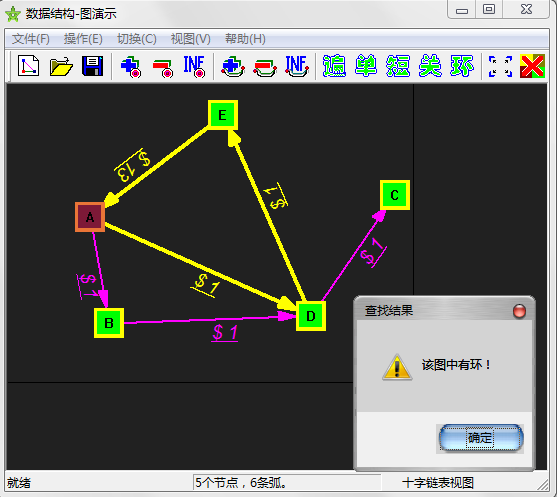 数据结构-图演示
文件(F) 操作(E) 切换(C) 视图(V) 帮助(H)
INF INF 遍 单 短 关 环
E
$ 13
A
$ 1
C
$ 1
$ 1
$ 1
B
$ 1
D
查找结果
该图中有环！
确定
就绪 5个节点，6条弧。 十字链表视图